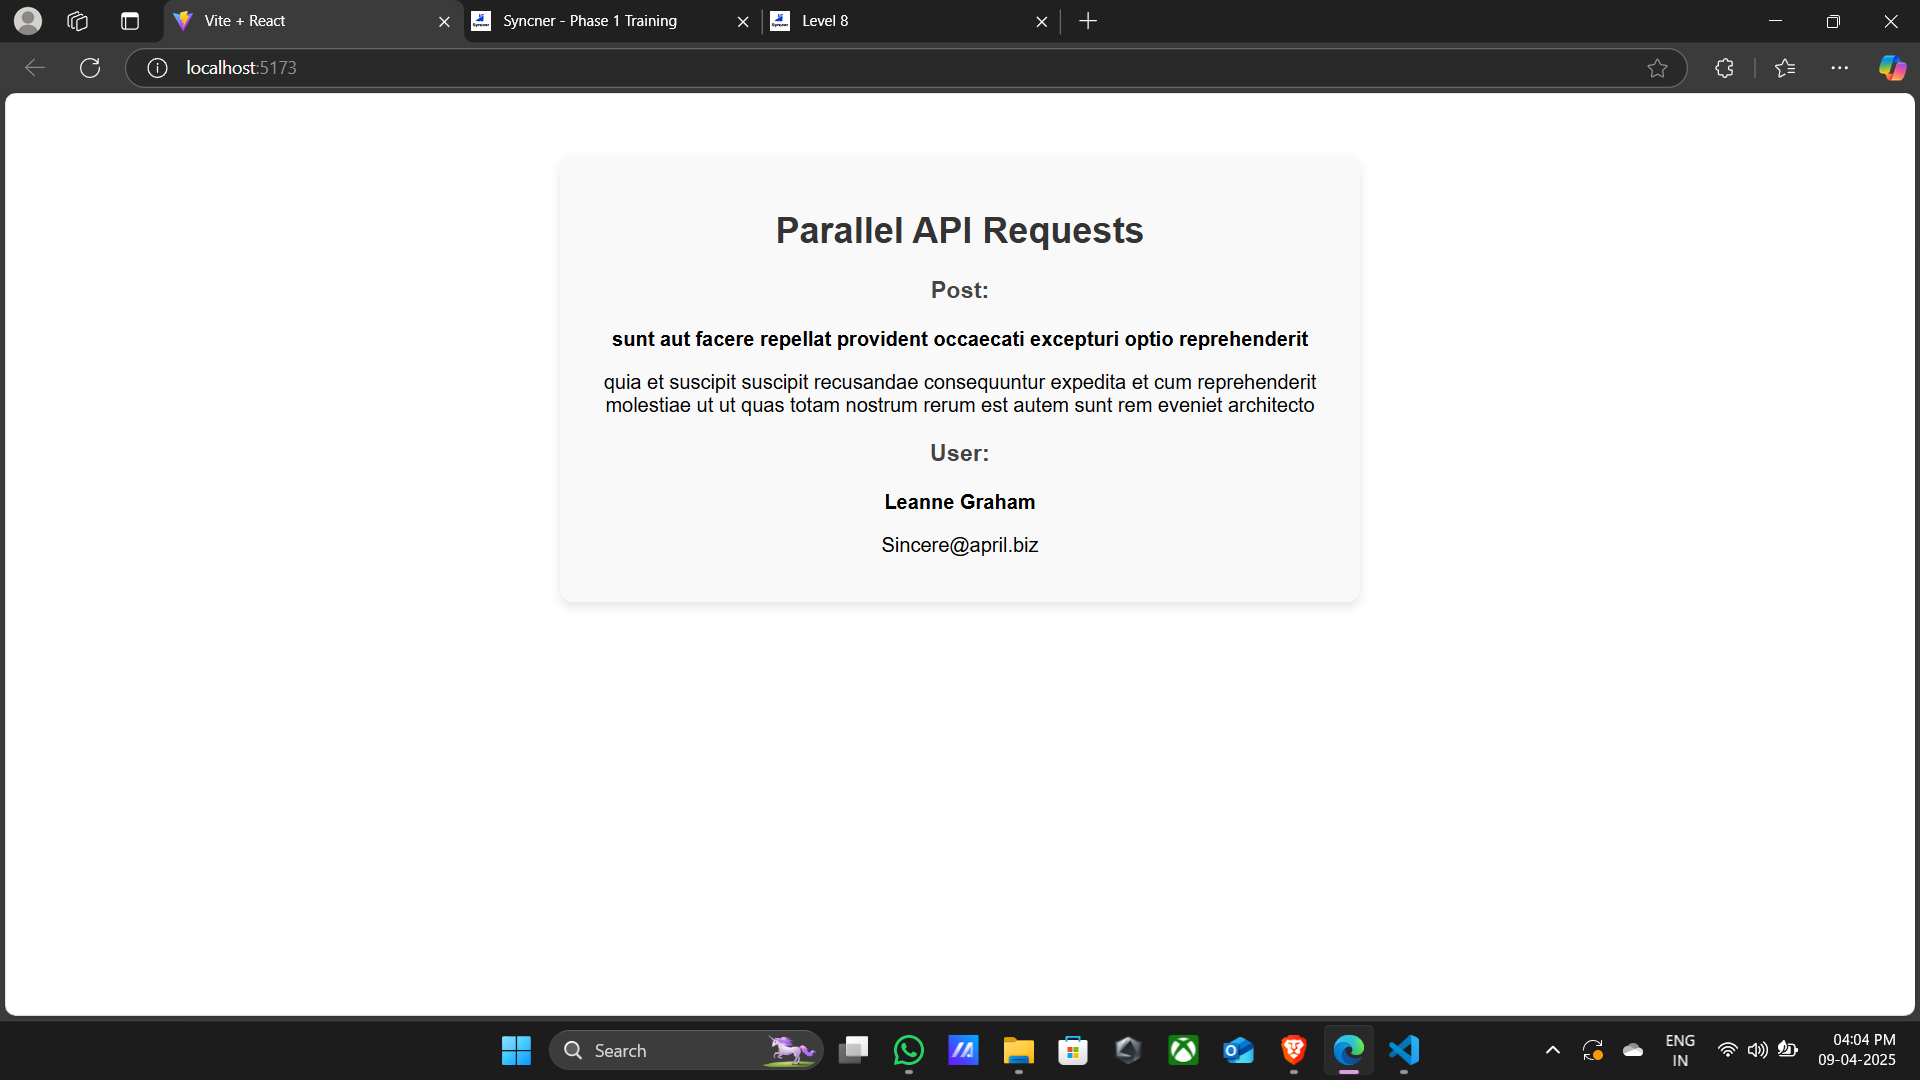 Vite + React
Syncner - Phase 1 Training
Level 8
localhost:5173
Parallel API Requests
Post:
sunt aut facere repellat provident occaecati excepturi optio reprehenderit
quia et suscipit suscipit recusandae consequuntur expedita et cum reprehenderit
molestiae ut ut quas totam nostrum rerum est autem sunt rem eveniet architecto
User:
Leanne Graham
Sincere@april.biz
Search
ENG
IN
04:04 PM
09-04-2025